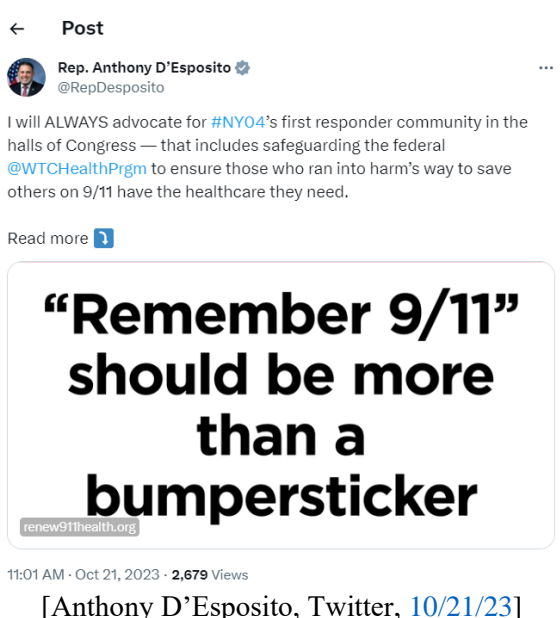 ← Post
Rep. Anthony D’Esposito
@RepDesposito
...
I will ALWAYS advocate for #NY04’s first responder community in the
halls of Congress — that includes safeguarding the federal
@WTCHealthPrgm to ensure those who ran into harm’s way to save
others on 9/11 have the healthcare they need.
Read more ⤵️
“Remember 9/11”
should be more
than a
bumpersticker
renew911health.org
11:01 AM · Oct 21, 2023 · 2,679 Views
[Anthony D’Esposito, Twitter, 10/21/23]